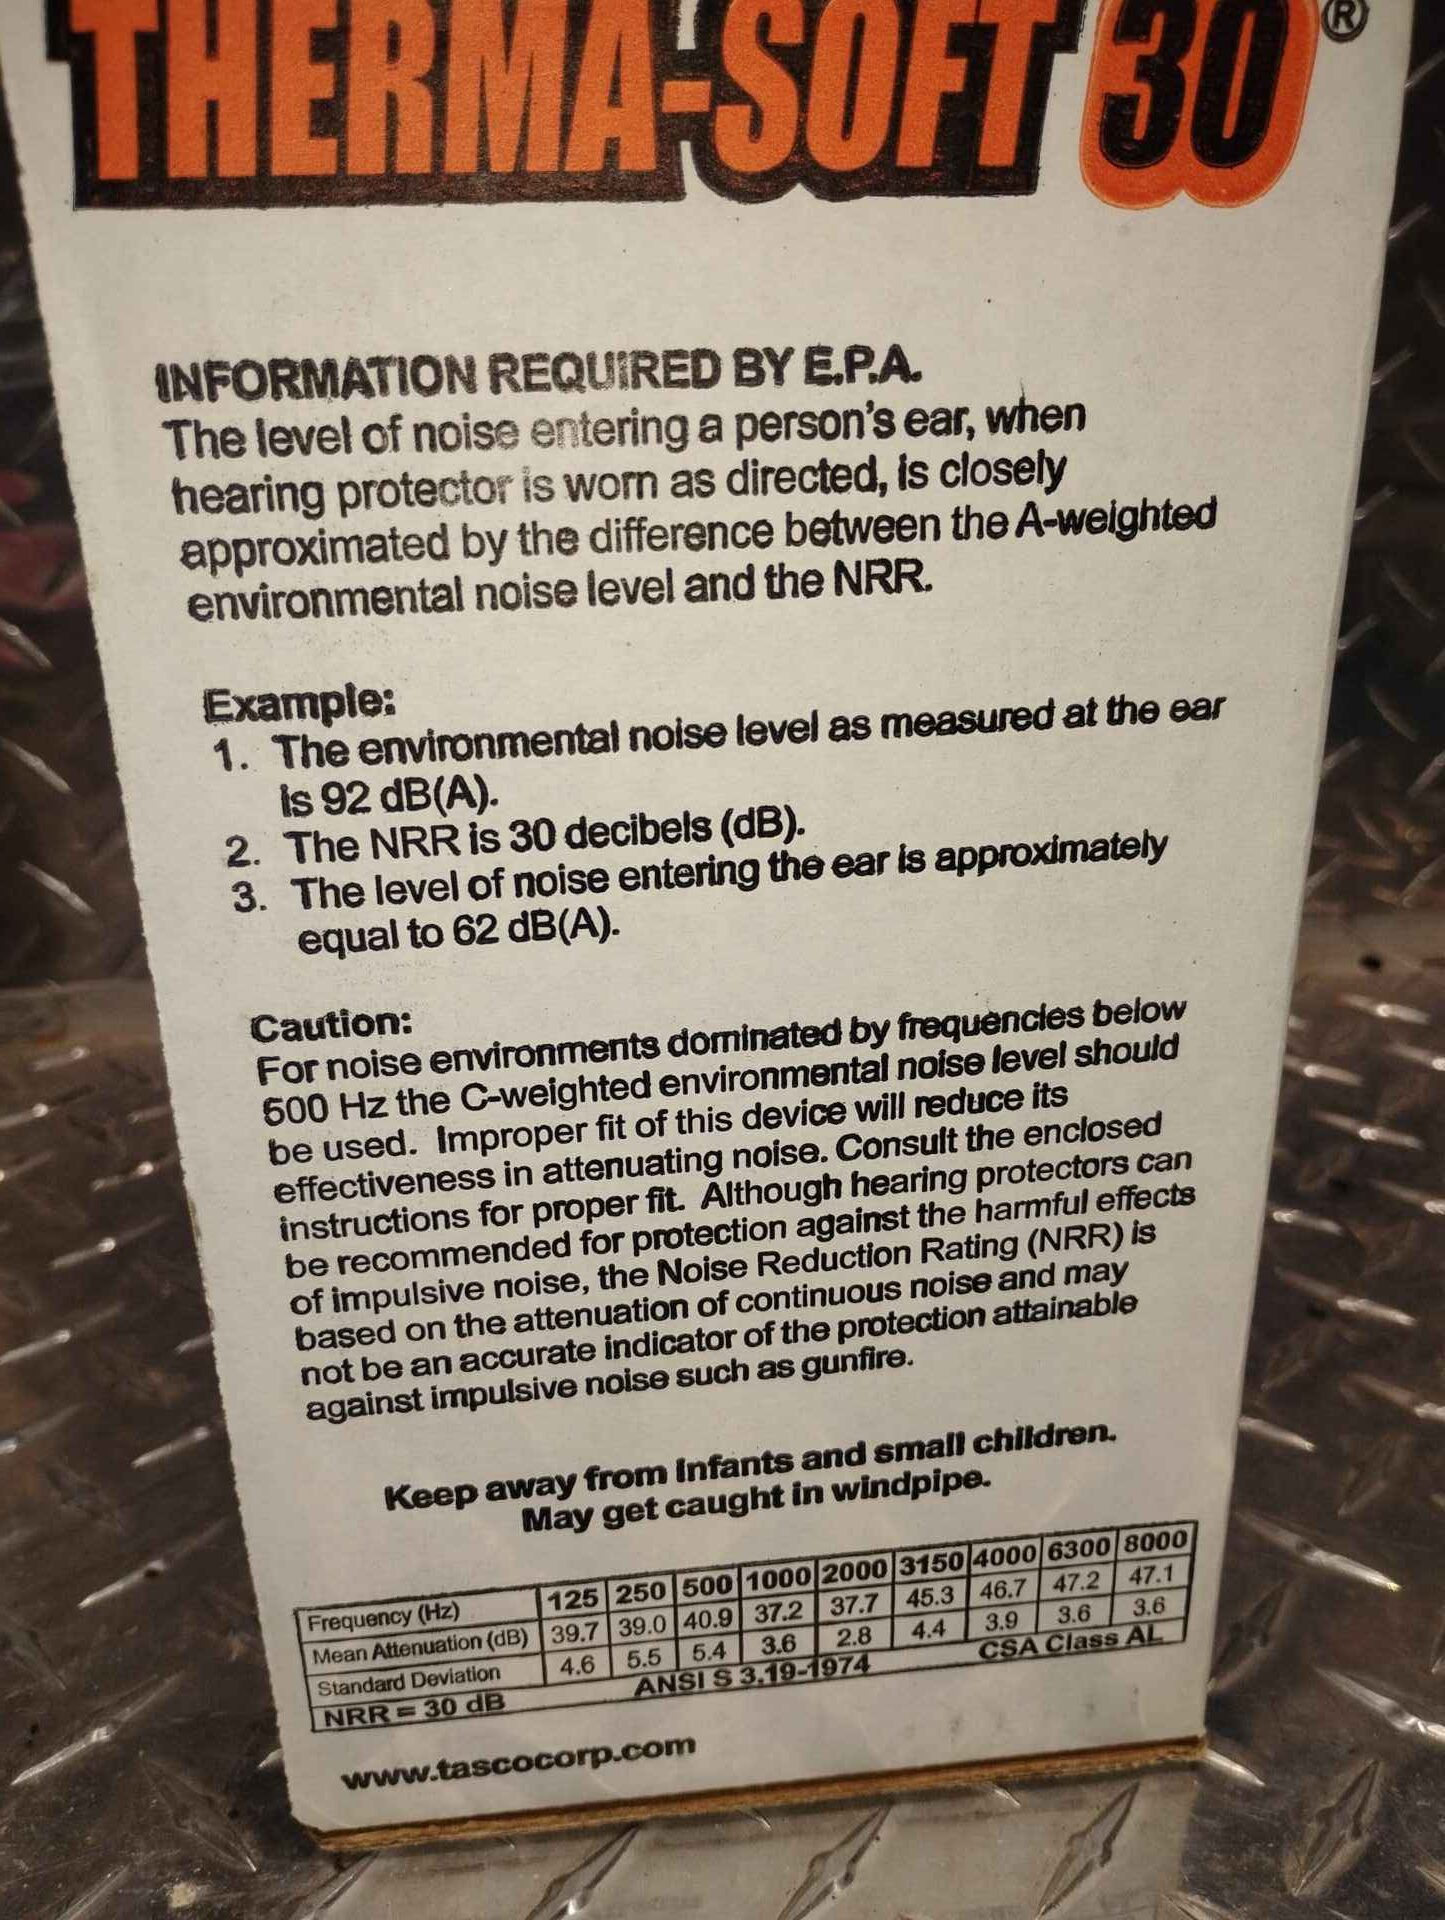 THERMA-SOFT 30®
INFORMATION REQUIRED BY E.P.A.
The level of noise entering a person's ear, when
hearing protector is worn as directed, is closely
approximated by the difference between the A-weighted
environmental noise level and the NRR.
Example:
1. The environmental noise level as measured at the ear
is 92 dB(A).
2. The NRR is 30 decibels (dB).
3. The level of noise entering the ear is approximately
equal to 62 dB(A).
Caution:
For noise environments dominated by frequencies below
500 Hz the C-weighted environmental noise level should
be used. Improper fit of this device will reduce its
effectiveness in attenuating noise. Consult the enclosed
instructions for proper fit. Although hearing protectors can
be recommended for protection against the harmful effects
of impulsive noise, the Noise Reduction Rating (NRR) is
based on the attenuation of continuous noise and may
not be an accurate indicator of the protection attainable
against impulsive noise such as gunfire.
Keep away from Infants and small children.
May get caught in windpipe.
Frequency (Hz) 125 250 500 1000 2000 3150 4000 6300 8000
Mean Attenuation (dB) 39.7 39.0 40.9 37.2 37.7 45.3 46.7 47.2 47.1
Standard Deviation 4.6 5.5 5.4 3.6 2.8 4.4 3.9 3.6 3.6
NRR = 30 dB ANSI S 3.19-1974 CSA Class AL
www.tascocorp.com